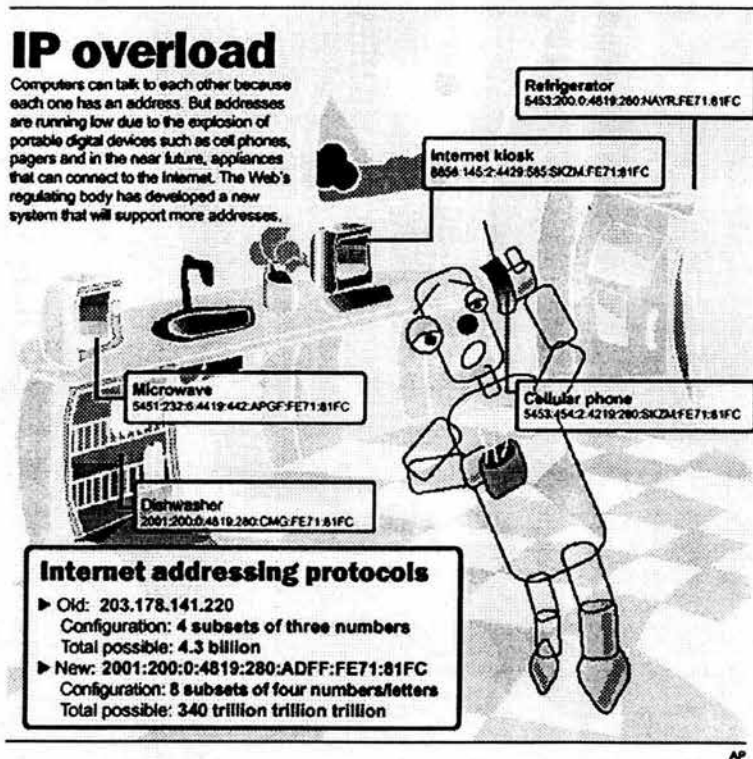 IP overload
Computers can talk to each other because
each one has an address. But addresses
are running low due to the explosion of
portable digital devices such as cell phones,
pagers and in the near future, appliances
that can connect to the Internet. The Web's
regulating body has developed a new
system that will support more addresses.
Refrigerator
5453:200:0:4819:280:NAYR:FE71:81FC
Internet kiosk
8856:145:2:4429:585:SKZM:FE71:81FC
Microwave
5451:232:6:4419:442:APGF:FE71:81FC
Cellular phone
5453:454:2:4219:280:SKZM:FE71:81FC
Dishwasher
2001:200:0:4819:280:CMG:FE71:81FC
Internet addressing protocols
▶ Old: 203.178.141.220
Configuration: 4 subsets of three numbers
Total possible: 4.3 billion
▶ New: 2001:200:0:4819:280:ADFF:FE71:81FC
Configuration: 8 subsets of four numbers/letters
Total possible: 340 trillion trillion trillion
AP